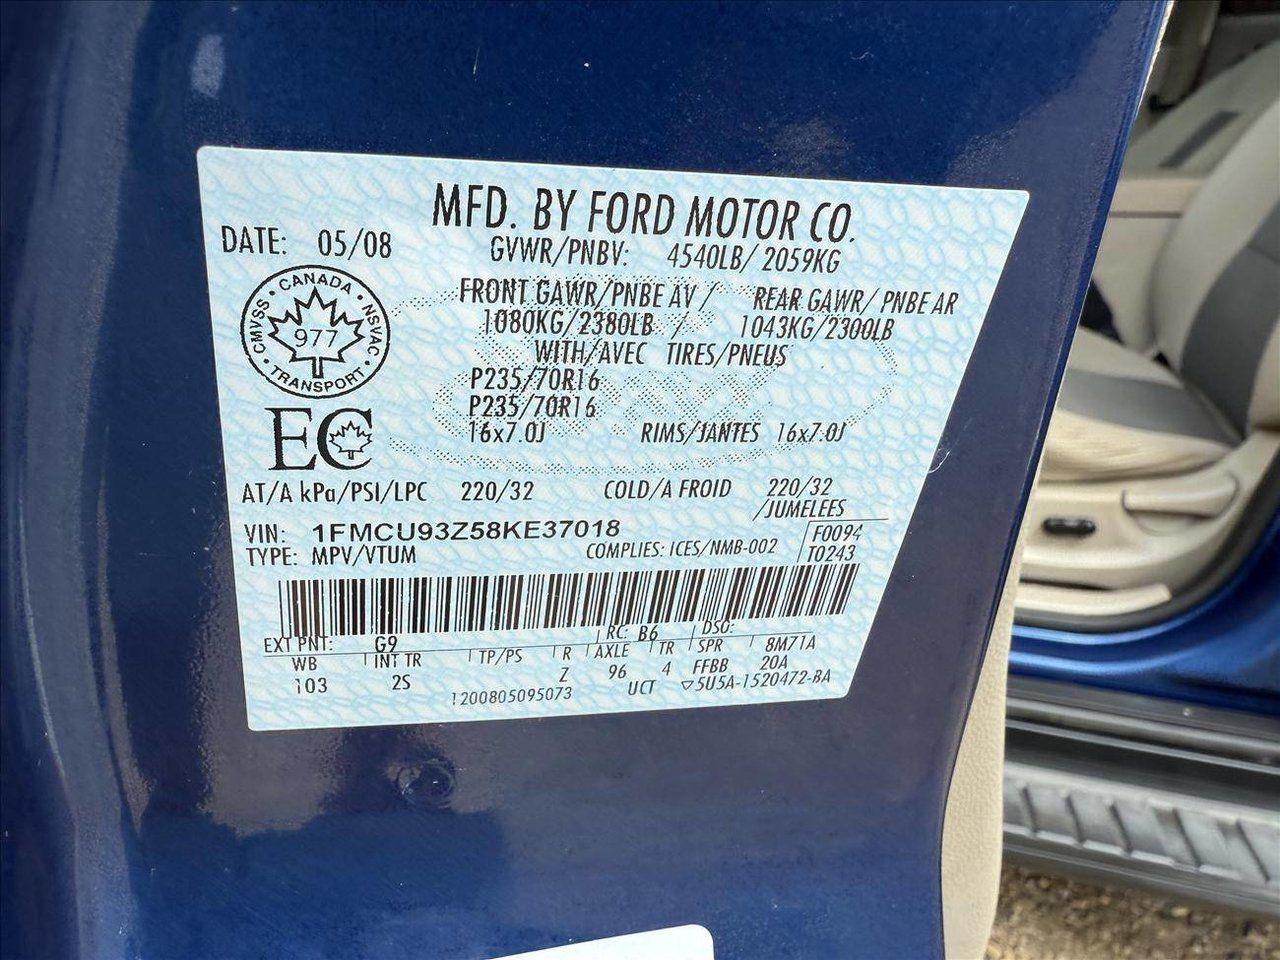 MFD. BY FORD MOTOR CO.
DATE: 05/08
GVWR/PNBV: 4540LB/2059KG
CMVSS • CANADA • NSVAC • TRANSPORT •
977
FRONT GAWR/PNBE AV / REAR GAWR/ PNBE AR
1080KG/2380LB / 1043KG/2300LB
WITH/AVEC TIRES/PNEUS
P235/70R16
P235/70R16
16x7.0J RIMS/JANTES 16x7.0J
EC
AT/A kPa/PSI/LPC 220/32 COLD/A FROID 220/32
/JUMELEES
VIN: 1FMCU93Z58KE37018
F0094
TYPE: MPV/VTUM COMPLIES: ICES/NMB-002
T0243
EXT PNT: G9 RC: B6 DSO:
WB INT TR TP/PS R AXLE TR SPR 8M71A
103 2S Z 96 4 FFBB 20A
1200805095073 UCT ▽5U5A-1520472-BA